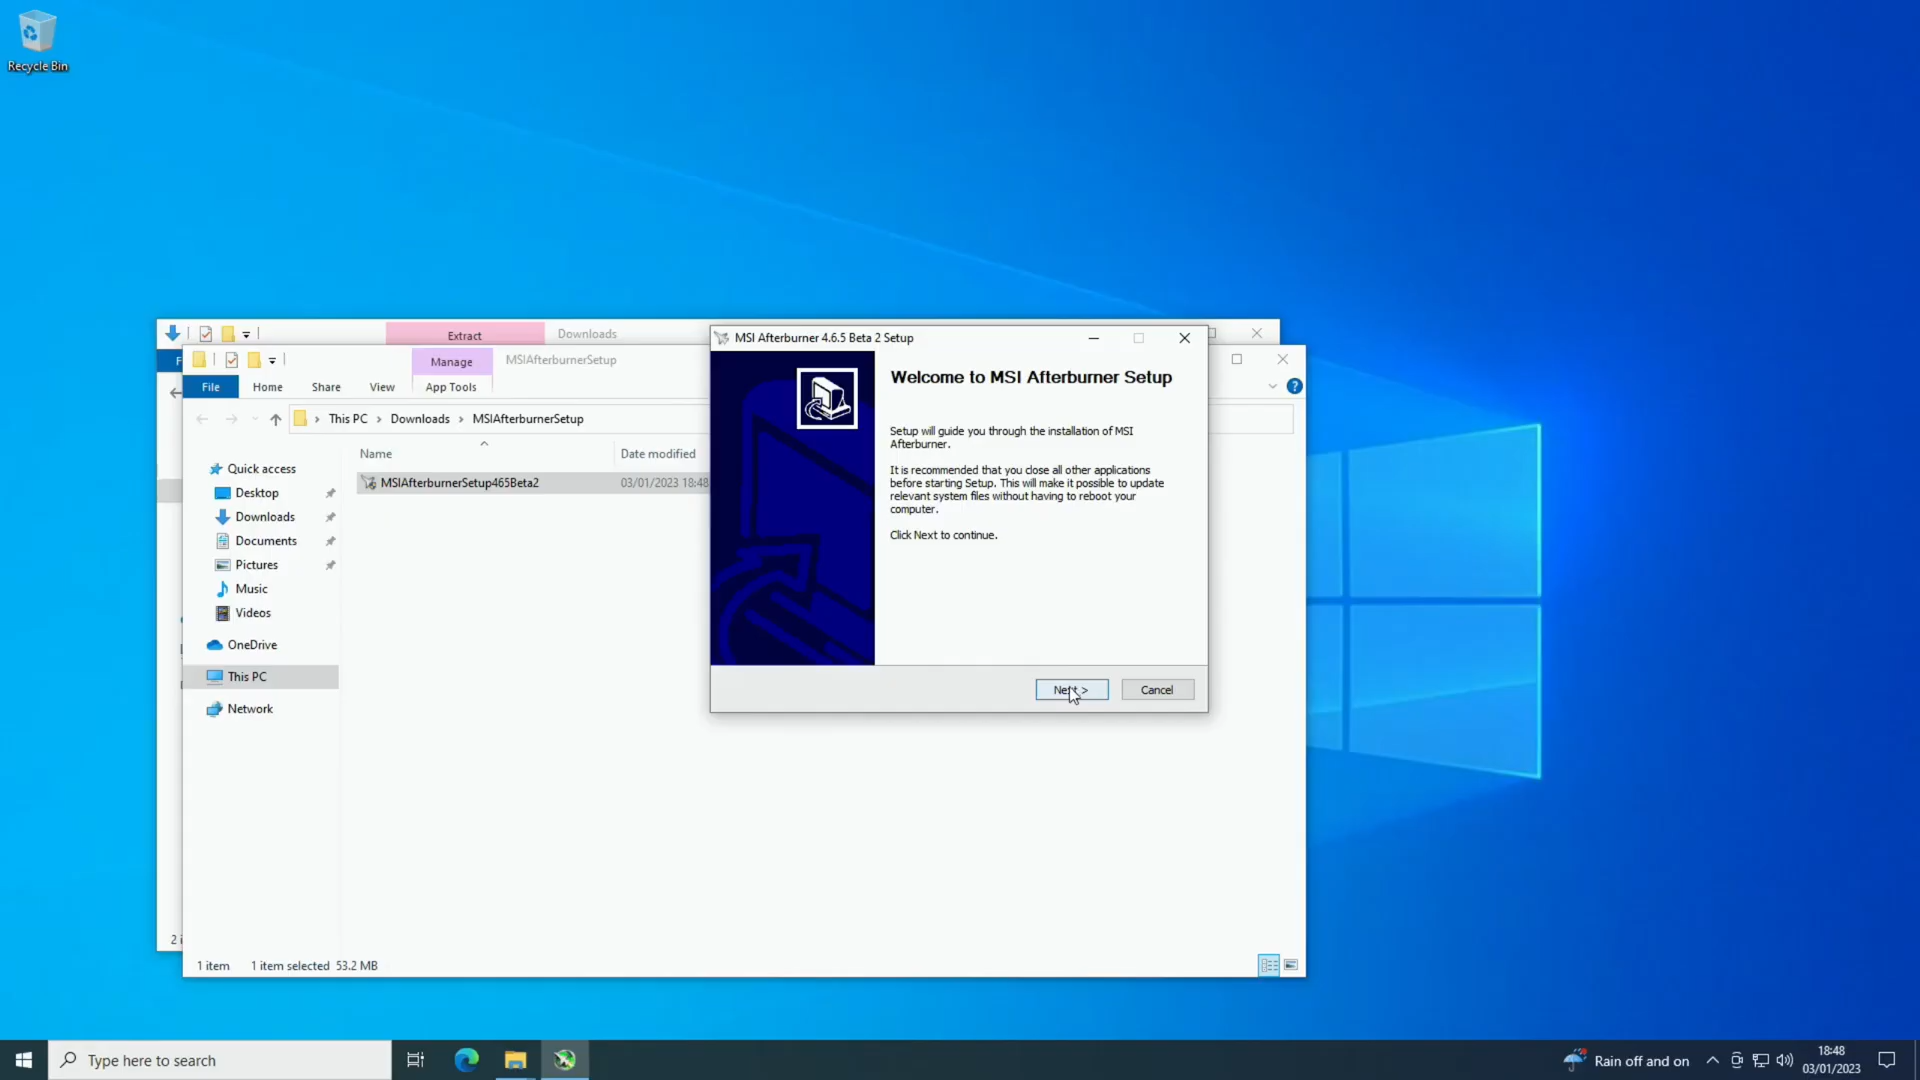 Recycle Bin
Extract
Downloads
Manage
MSIAfterburnerSetup
File
Home
Share
View
App Tools
This PC
Downloads
MSIAfterburnerSetup
Name
Date modified
MSIAfterburnerSetup465Beta2
03/01/2023 18:48
Quick access
Desktop
Downloads
Documents
Pictures
Music
Videos
OneDrive
This PC
Network
1 item
1 item selected 53.2 MB
MSI Afterburner 4.6.5 Beta 2 Setup
Welcome to MSI Afterburner Setup
Setup will guide you through the installation of MSI
Afterburner.
It is recommended that you close all other applications
before starting Setup. This will make it possible to update
relevant system files without having to reboot your
computer.
Click Next to continue.
Next >
Cancel
Type here to search
Rain off and on
18:48
03/01/2023